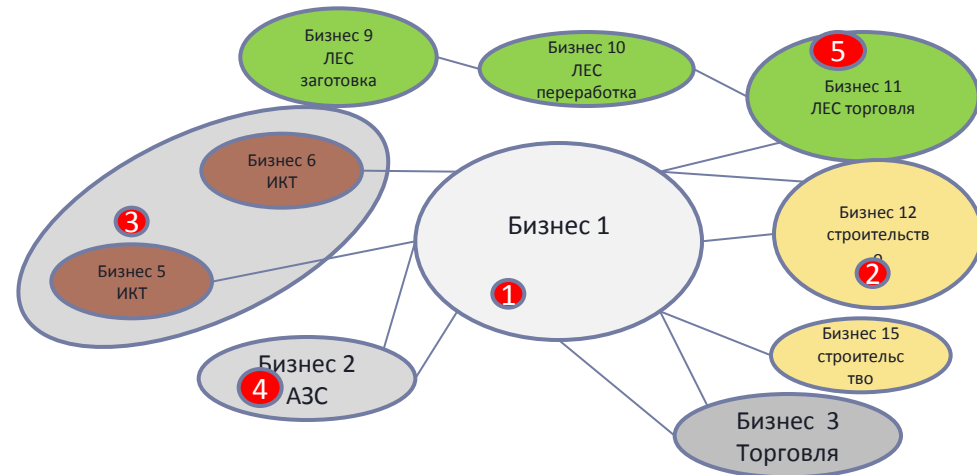 Бизнес 9
ЛЕС
заготовка
Бизнес 10
ЛЕС
переработка
5
Бизнес 11
ЛЕС торговля
Бизнес 6
ИКТ
3
Бизнес 5
ИКТ
Бизнес 1
1
Бизнес 12
строительств
о
2
Бизнес 2
АЗС
4
Бизнес 15
строительс
тво
Бизнес 3
Торговля